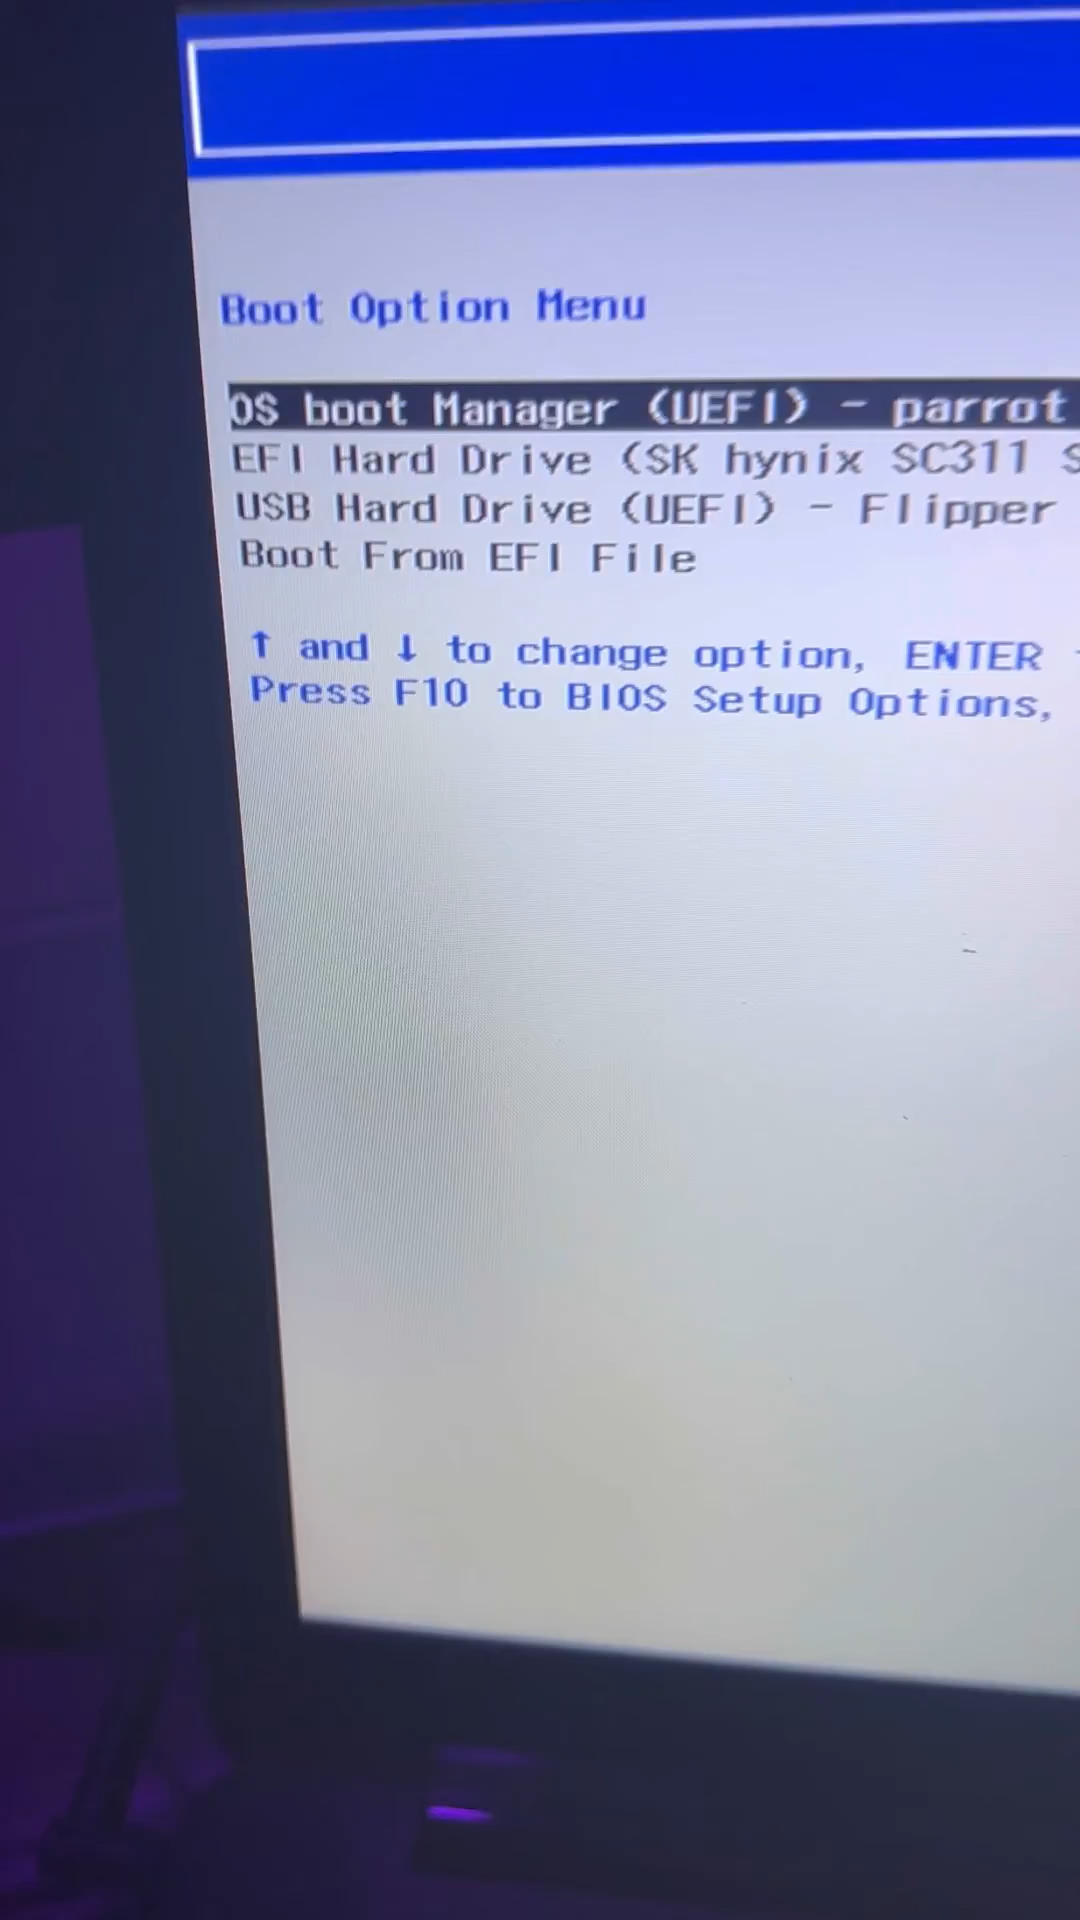 Boot Option Menu
OS boot Manager (UEFI) - parrot
EFI Hard Drive (SK hynix SC311 S
USB Hard Drive (UEFI) - Flipper
Boot From EFI File
↑ and ↓ to change option, ENTER
Press F10 to BIOS Setup Options,